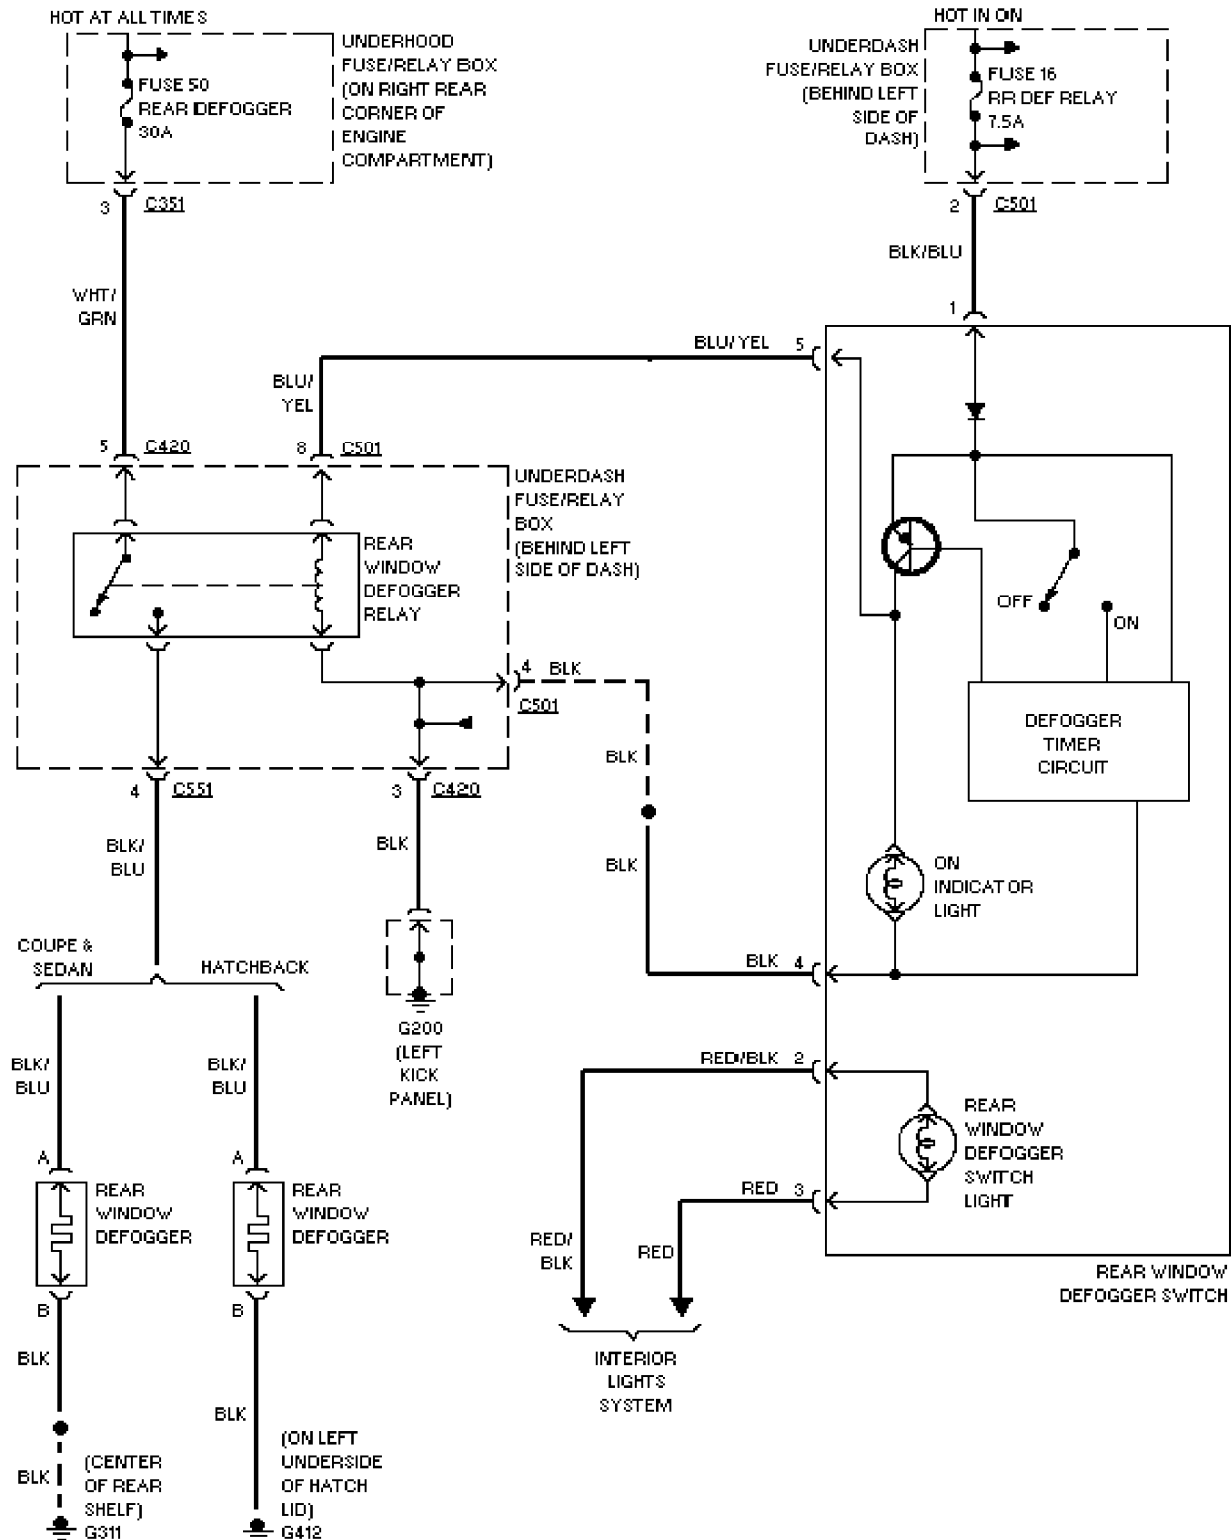 HOT AT ALL TIMES
FUSE 50
REAR DEFOGGER
30A
UNDERHOOD
FUSE/RELAY BOX
(ON RIGHT REAR
CORNER OF
ENGINE
COMPARTMENT)
3
C351
HOT IN ON
UNDERDASH
FUSE/RELAY BOX
(BEHIND LEFT
SIDE OF
DASH)
FUSE 16
RR DEF RELAY
7.5A
2
C501
BLK/BLU
1
WHT/
GRN
BLU/YEL
5
BLU/
YEL
5
C420
8
C501
UNDERDASH
FUSE/RELAY
BOX
(BEHIND LEFT
SIDE OF DASH)
REAR
WINDOW
DEFOGGER
RELAY
OFF
ON
4
BLK
C501
DEFOGGER
TIMER
CIRCUIT
BLK
4
C551
3
C420
BLK/
BLU
BLK
BLK
ON
INDICATOR
LIGHT
COUPE &
SEDAN
HATCHBACK
BLK
4
G200
(LEFT
KICK
PANEL)
BLK/
BLU
BLK/
BLU
RED/BLK
2
REAR
WINDOW
DEFOGGER
SWITCH
LIGHT
A
A
REAR
WINDOW
DEFOGGER
REAR
WINDOW
DEFOGGER
RED
3
RED/
BLK
RED
REAR WINDOW
DEFOGGER SWITCH
B
B
BLK
BLK
INTERIOR
LIGHTS
SYSTEM
BLK
(CENTER
OF REAR
SHELF)
G311
(ON LEFT
UNDERSIDE
OF HATCH
LID)
G412